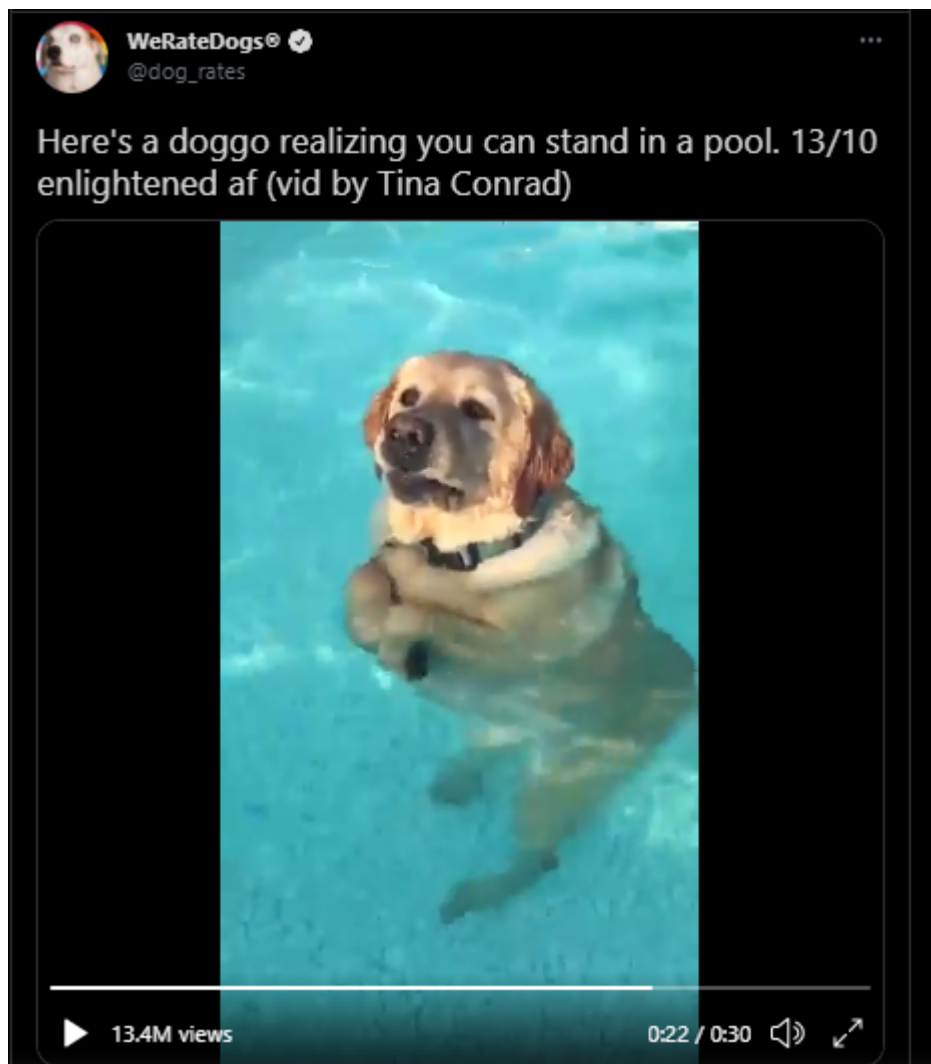 WeRateDogs®
@dog_rates
Here's a doggo realizing you can stand in a pool. 13/10
enlightened af (vid by Tina Conrad)
13.4M views
0:22 / 0:30